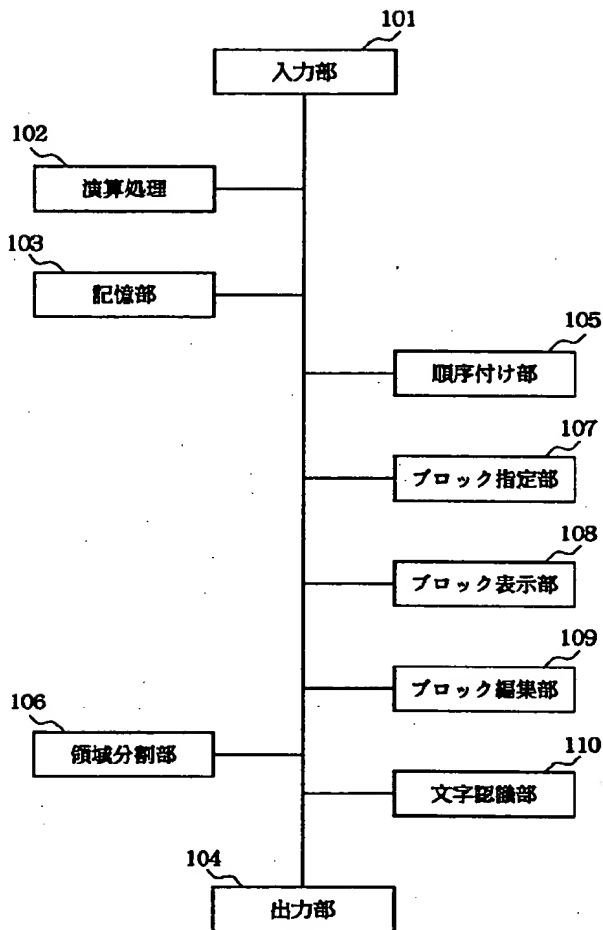 101
入力部
102
演算処理
103
記憶部
105
順序付け部
107
ブロック指定部
108
ブロック表示部
109
ブロック編集部
106
領域分割部
110
文字認識部
104
出力部